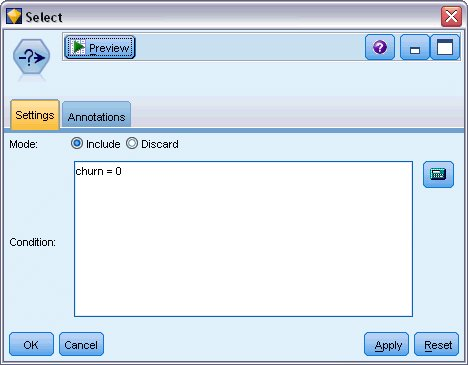 Select
Preview
Settings Annotations
Mode: Include Discard
churn = 0
Condition:
OK Cancel Apply Reset